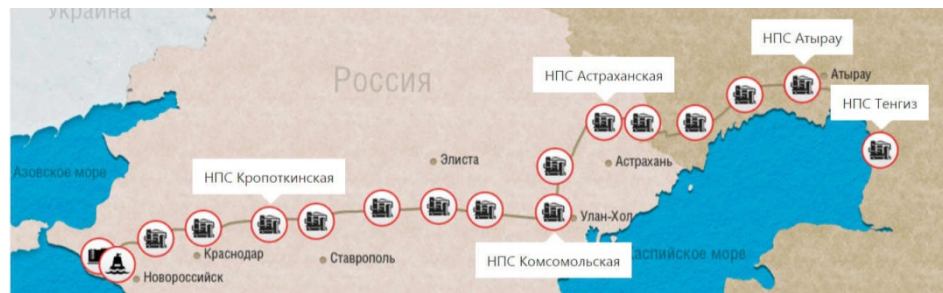 Украина
НПС Атырау
Россия
НПС Астраханская
Атырау
НПС Тенгиз
Элиста
Астрахань
Азовское море
НПС Кропоткинская
Улан-Хол
Краснодар
Ставрополь
НПС Комсомольская
Каспийское море
Новороссийск